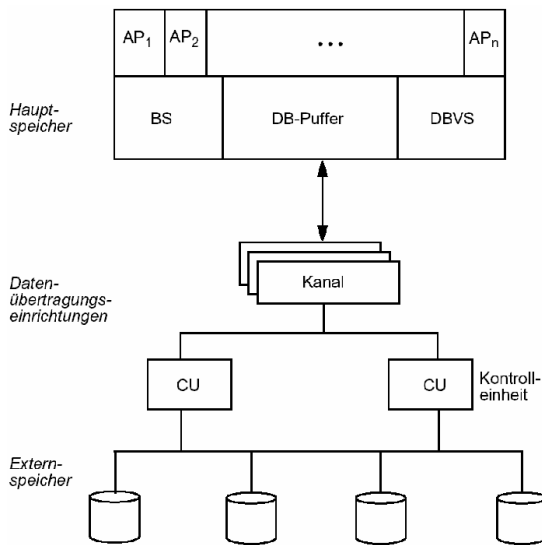 AP1 AP2 ... APn
Haupt-
speicher
BS DB-Puffer DBVS
Kanal
Daten-
übertragungs-
einrichtungen
CU CU Kontroll-
einheit
Extern-
speicher